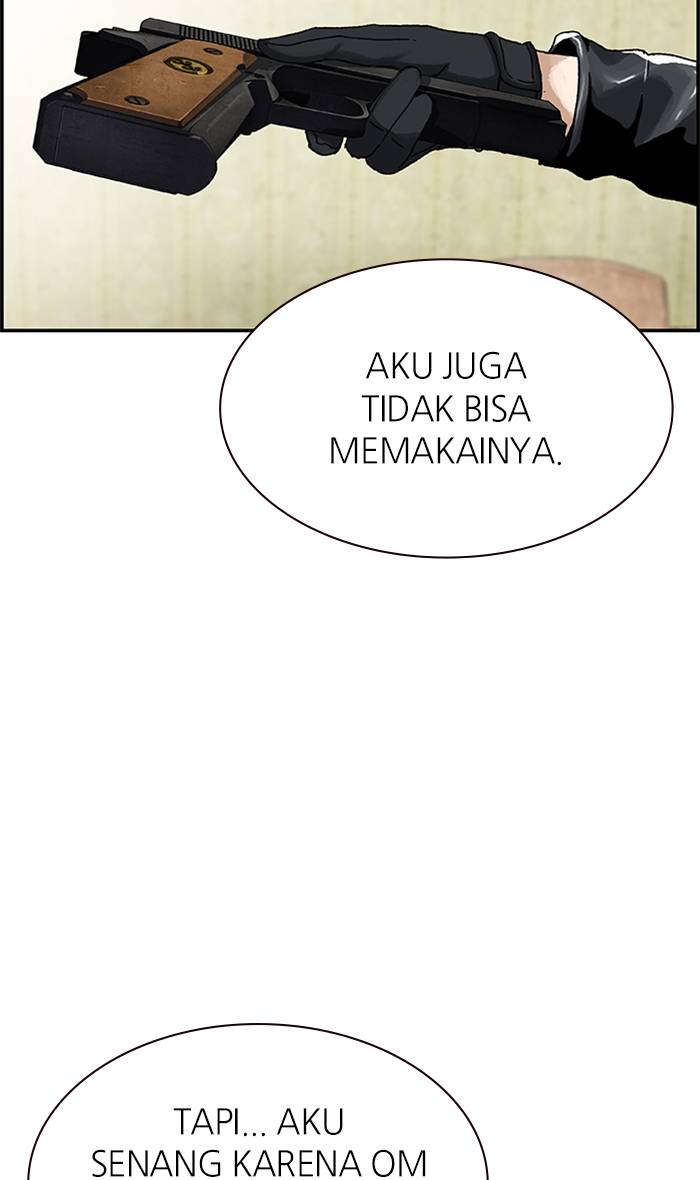 AKU JUGA
TIDAK BISA
MEMAKAINYA.
TAPI... AKU
SENANG KARENA OM